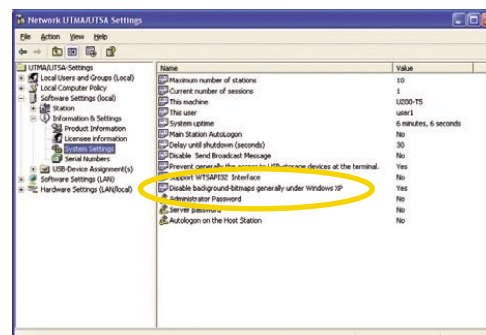 Network UTMA/UTSA Settings
File Action View Help
UTMA/UTSA-Settings
Local Users and Groups (Local)
Local Computer Policy
Software Settings (local)
Station
Information & Settings
Product Information
Licensee information
System Settings
Serial Numbers
USB-Device Assignment(s)
Software Settings (LAN)
Hardware Settings (LAN/local)
Name Value
Maximum number of stations 10
Current number of sessions 1
This machine U200-TS
This user user1
System uptime 6 minutes, 6 seconds
Main Station AutoLogon No
Delay until shutdown (seconds) 30
Disable Send Broadcast Message No
Prevent generally the access to USB-storage devices at the terminal. Yes
Support WTSAPI32 Interface No
Disable background-bitmaps generally under Windows XP Yes
Administrator Password No
Server password No
Autologon on the Host Station No